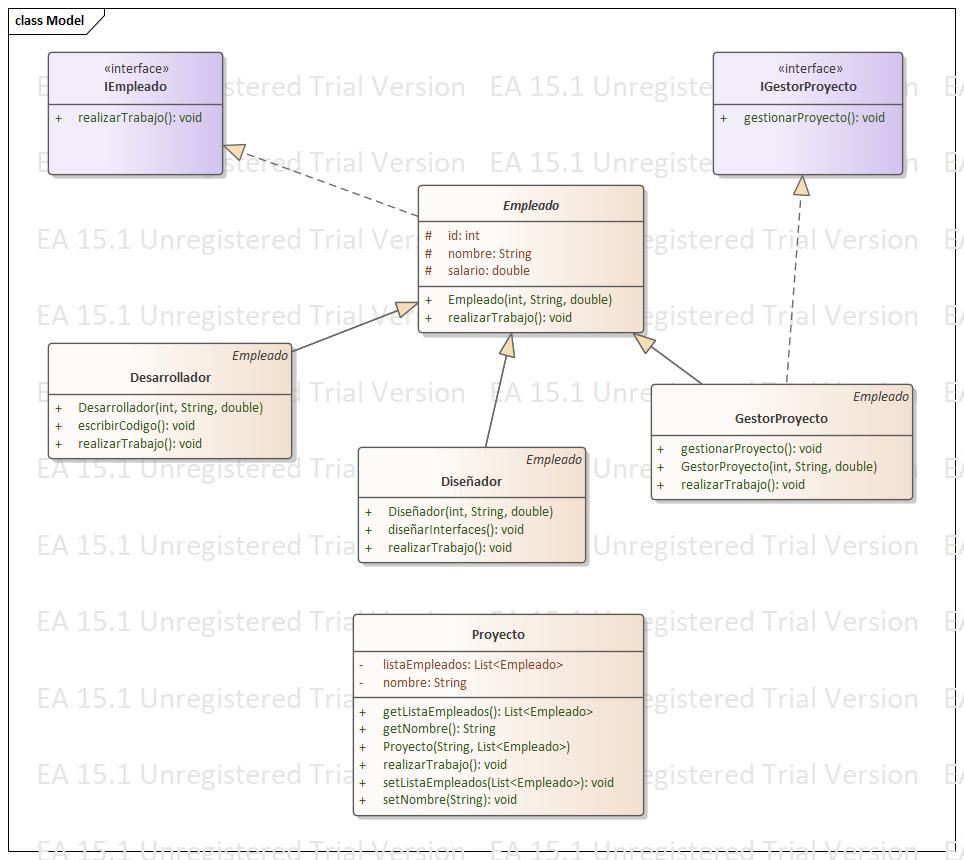 class Model
«interface»
IEmpleado
+ realizarTrabajo(): void
«interface»
IGestorProyecto
+ gestionarProyecto(): void
Empleado
# id: int
# nombre: String
# salario: double
+ Empleado(int, String, double)
+ realizarTrabajo(): void
Empleado
Desarrollador
+ Desarrollador(int, String, double)
+ escribirCodigo(): void
+ realizarTrabajo(): void
Empleado
Diseñador
+ Diseñador(int, String, double)
+ diseñarInterfaces(): void
+ realizarTrabajo(): void
Empleado
GestorProyecto
+ gestionarProyecto(): void
+ GestorProyecto(int, String, double)
+ realizarTrabajo(): void
Proyecto
- listaEmpleados: List<Empleado>
- nombre: String
+ getListaEmpleados(): List<Empleado>
+ getNombre(): String
+ Proyecto(String, List<Empleado>)
+ realizarTrabajo(): void
+ setListaEmpleados(List<Empleado>): void
+ setNombre(String): void
EA 15.1 Unregistered Trial Version